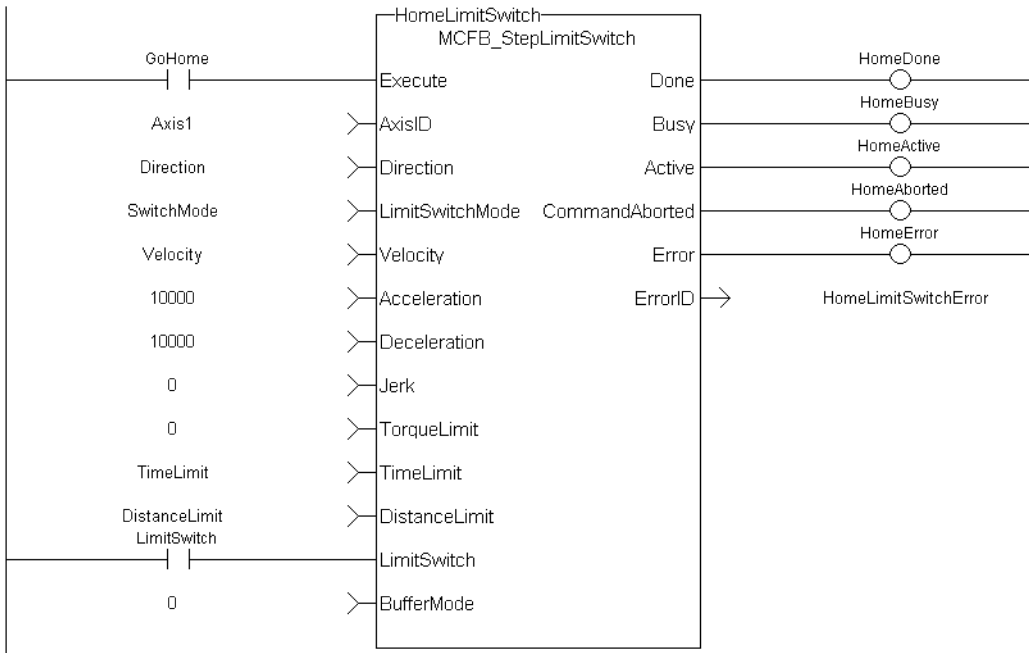 HomeLimitSwitch
MCFB_StepLimitSwitch
GoHome
Execute
Done
HomeDone
Axis1
AxisID
Busy
HomeBusy
Direction
Direction
Active
HomeActive
SwitchMode
LimitSwitchMode
CommandAborted
HomeAborted
Velocity
Velocity
Error
HomeError
10000
Acceleration
ErrorID
HomeLimitSwitchError
10000
Deceleration
0
Jerk
0
TorqueLimit
TimeLimit
TimeLimit
DistanceLimit
DistanceLimit
LimitSwitch
LimitSwitch
0
BufferMode